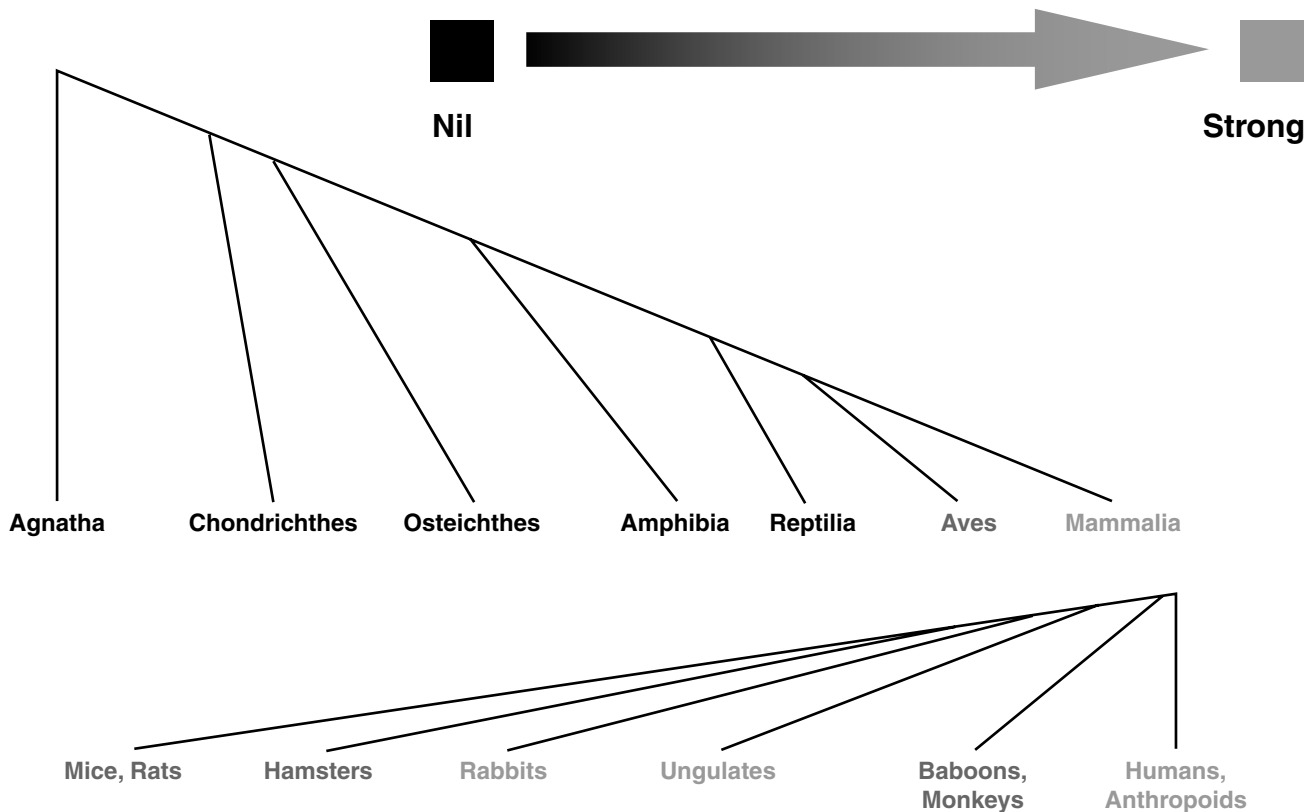 Nil Strong
Agnatha Chondrichthes Osteichthes Amphibia Reptilia Aves Mammalia
Mice, Rats Hamsters Rabbits Ungulates Baboons, Humans,
Monkeys Anthropoids